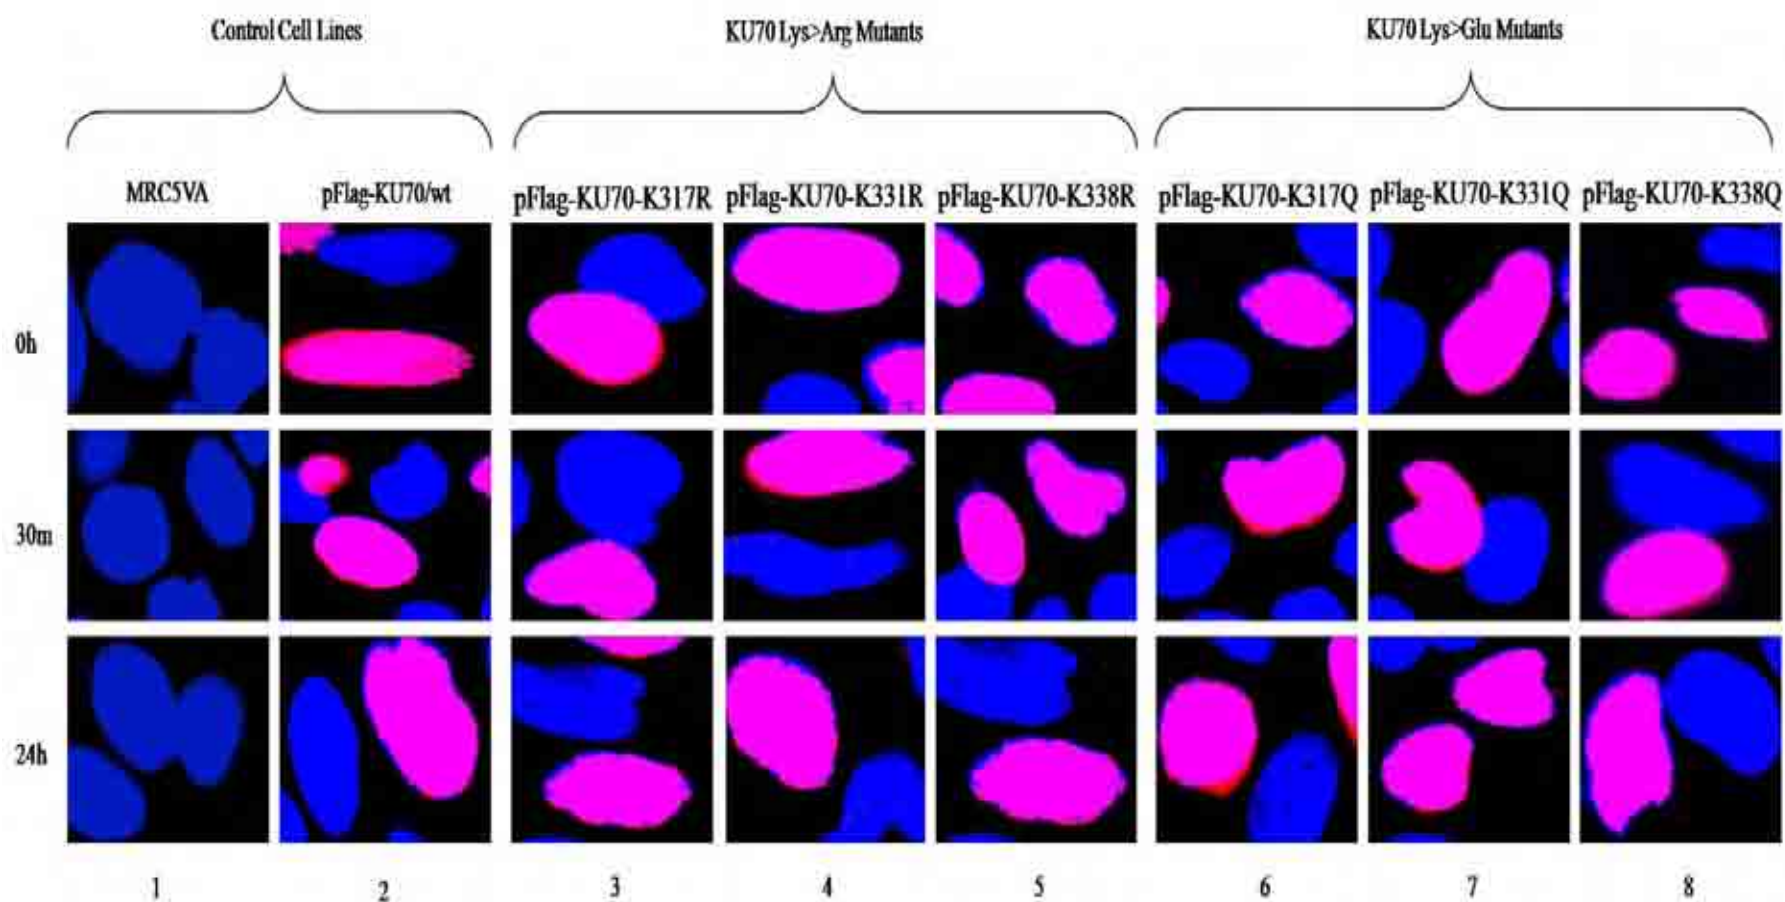 Control Cell Lines
KU70 Lys>Arg Mutants
KU70 Lys>Glu Mutants
MRC5VA
pFlag-KU70/wt
pFlag-KU70-K317R
pFlag-KU70-K331R
pFlag-KU70-K338R
pFlag-KU70-K317Q
pFlag-KU70-K331Q
pFlag-KU70-K338Q
0h
30m
24h
1 2 3 4 5 6 7 8